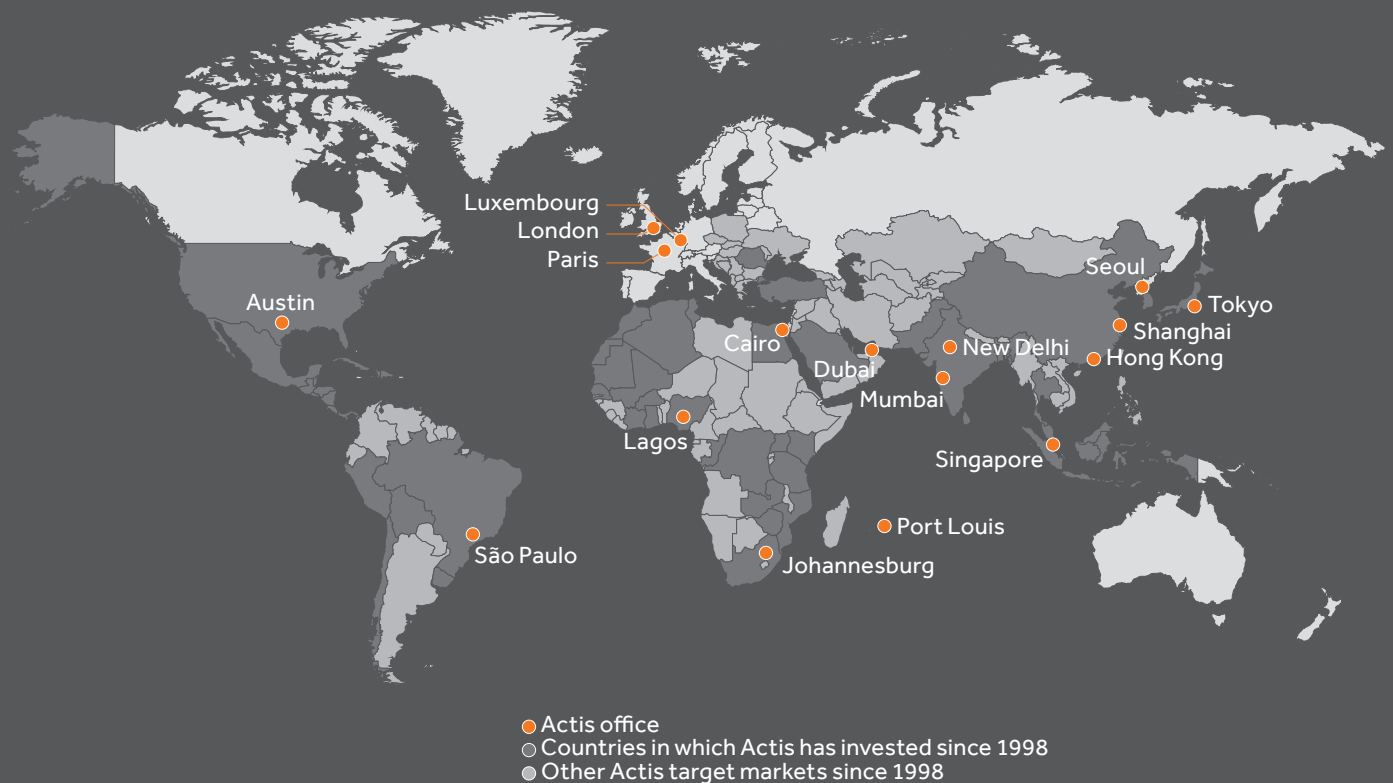 Luxembourg
London
Paris
Seoul
Austin
Tokyo
Shanghai
Cairo
New Delhi
Hong Kong
Dubai
Mumbai
Lagos
Singapore
Port Louis
São Paulo
Johannesburg
Actis office
Countries in which Actis has invested since 1998
Other Actis target markets since 1998